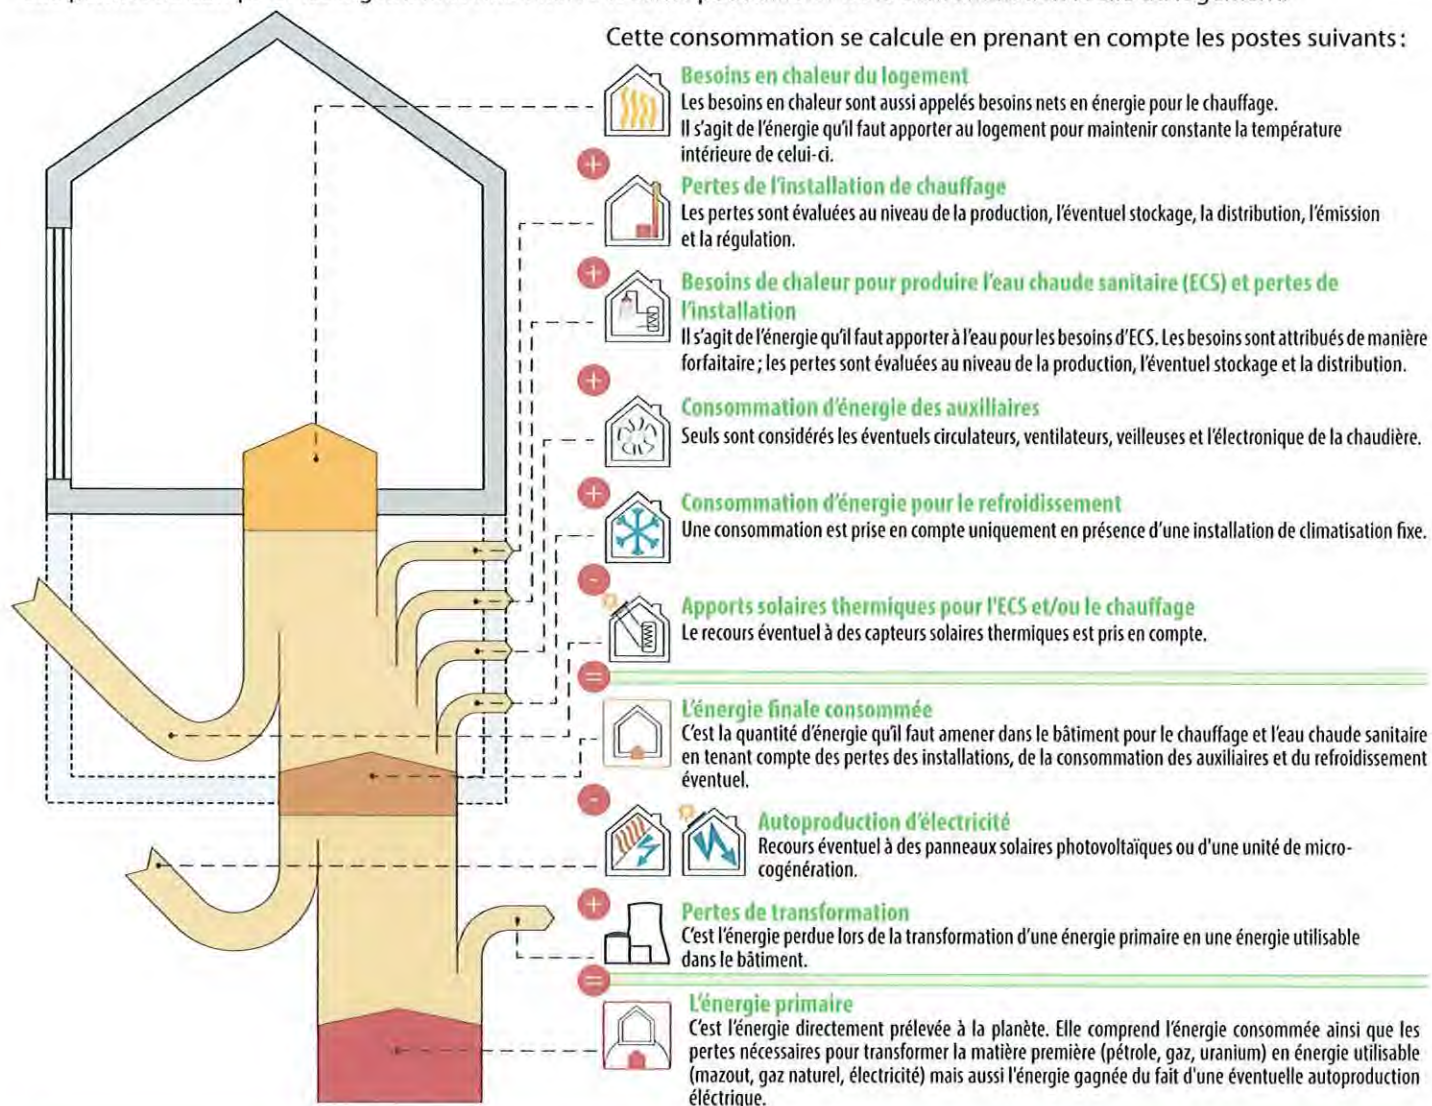 Cette consommation se calcule en prenant en compte les postes suivants :
Besoins en chaleur du logement
Les besoins en chaleur sont aussi appelés besoins nets en énergie pour le chauffage.
Il s'agit de l'énergie qu'il faut apporter au logement pour maintenir constante la température
intérieure de celui-ci.
+
Pertes de l'installation de chauffage
Les pertes sont évaluées au niveau de la production, l'éventuel stockage, la distribution, l'émission
et la régulation.
+
Besoins de chaleur pour produire l'eau chaude sanitaire (ECS) et pertes de
l'installation
Il s'agit de l'énergie qu'il faut apporter à l'eau pour les besoins d'ECS. Les besoins sont attribués de manière
forfaitaire ; les pertes sont évaluées au niveau de la production, l'éventuel stockage et la distribution.
+
Consommation d'énergie des auxiliaires
Seuls sont considérés les éventuels circulateurs, ventilateurs, veilleuses et l'électronique de la chaudière.
+
Consommation d'énergie pour le refroidissement
Une consommation est prise en compte uniquement en présence d'une installation de climatisation fixe.
-
Apports solaires thermiques pour l'ECS et/ou le chauffage
Le recours éventuel à des capteurs solaires thermiques est pris en compte.
=
L'énergie finale consommée
C'est la quantité d'énergie qu'il faut amener dans le bâtiment pour le chauffage et l'eau chaude sanitaire
en tenant compte des pertes des installations, de la consommation des auxiliaires et du refroidissement
éventuel.
-
Autoproduction d'électricité
Recours éventuel à des panneaux solaires photovoltaïques ou d'une unité de micro-
cogénération.
+
Pertes de transformation
C'est l'énergie perdue lors de la transformation d'une énergie primaire en une énergie utilisable
dans le bâtiment.
=
L'énergie primaire
C'est l'énergie directement prélevée à la planète. Elle comprend l'énergie consommée ainsi que les
pertes nécessaires pour transformer la matière première (pétrole, gaz, uranium) en énergie utilisable
(mazout, gaz naturel, électricité) mais aussi l'énergie gagnée du fait d'une éventuelle autoproduction
éléctrique.